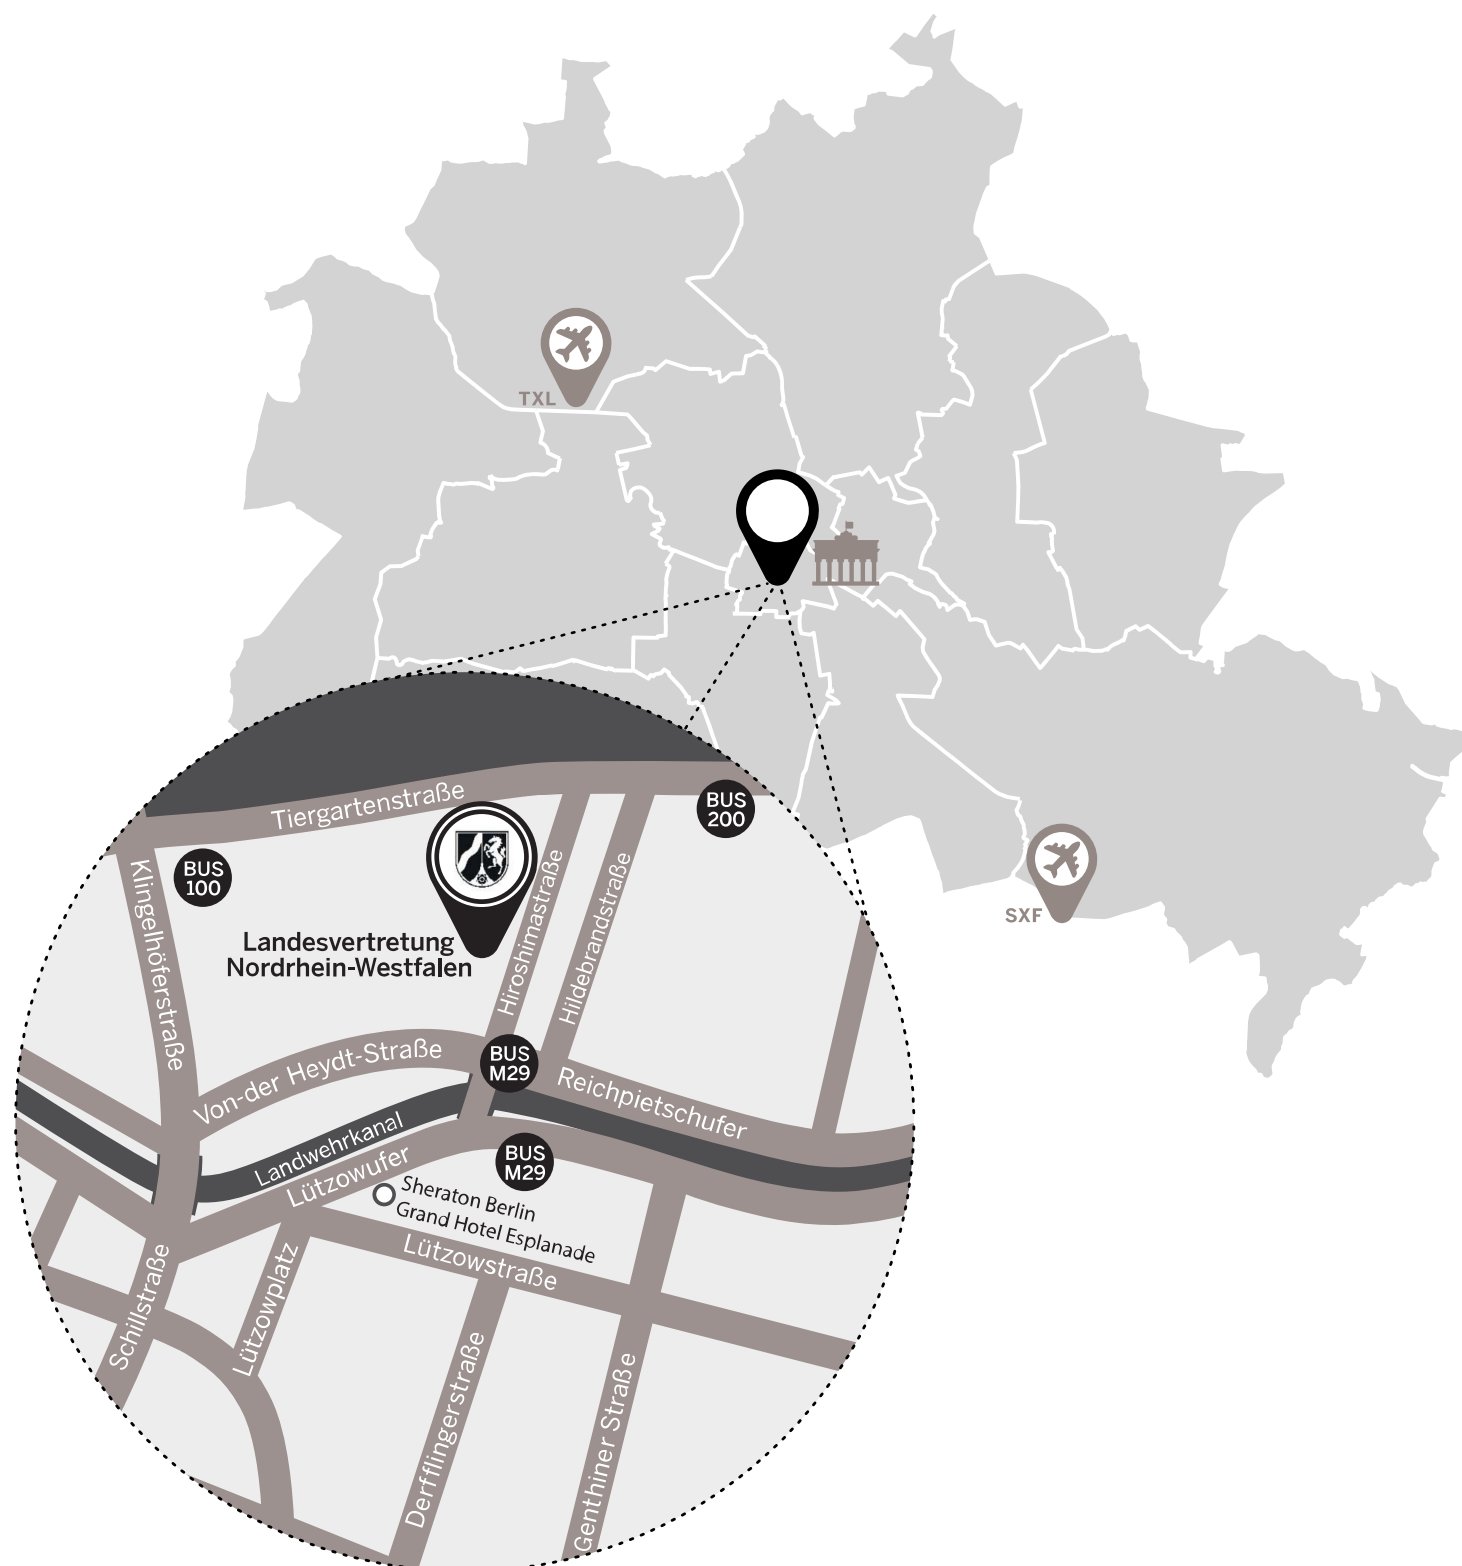 TXL
SXF
Tiergartenstraße
BUS
200
BUS
100
Klingelhöferstraße
Landesvertretung
Nordrhein-Westfalen
Hiroshimastraße
Hildebrandstraße
Von-der Heydt-Straße
BUS
M29
Reichpietschufer
Landwehrkanal
Lützowufer
BUS
M29
Sheraton Berlin
Grand Hotel Esplanade
Lützowstraße
Schillstraße
Lützowplatz
Derfflingerstraße
Genthiner Straße